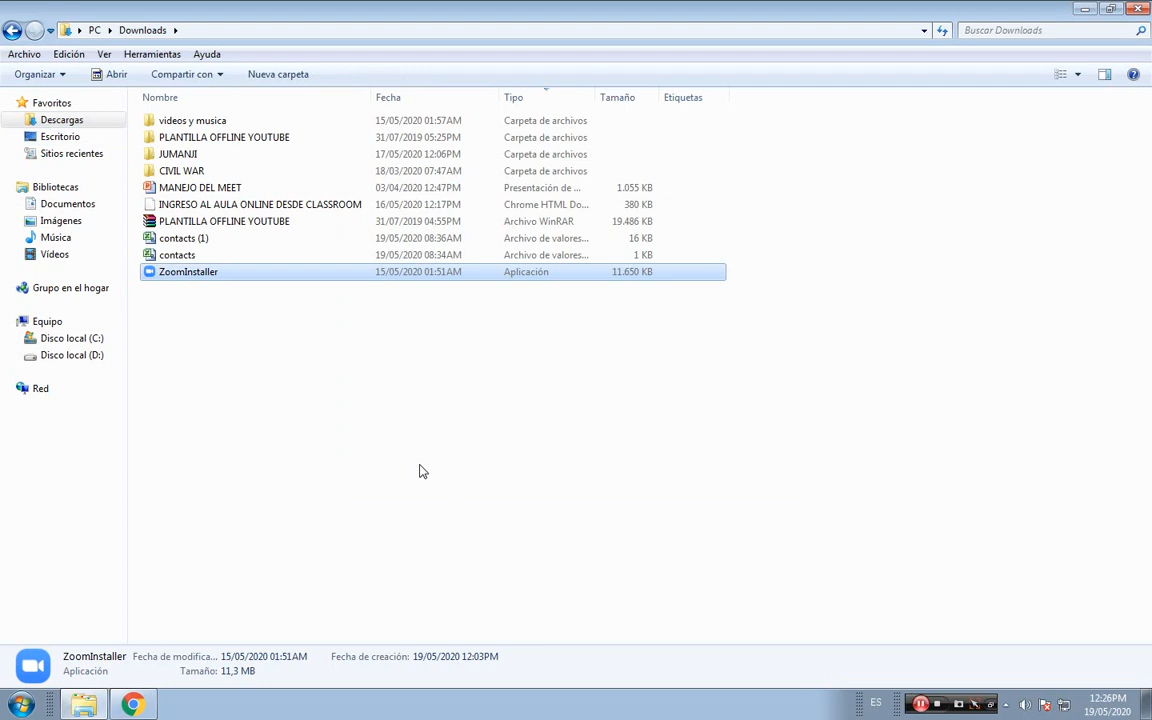 PC Downloads
Buscar Downloads
Archivo Edición Ver Herramientas Ayuda
Organizar Abrir Compartir con Nueva carpeta
Favoritos
Descargas
Escritorio
Sitios recientes
Bibliotecas
Documentos
Imágenes
Música
Vídeos
Grupo en el hogar
Equipo
Disco local (C:)
Disco local (D:)
Red
Nombre Fecha Tipo Tamaño Etiquetas
videos y musica 15/05/2020 01:57AM Carpeta de archivos
PLANTILLA OFFLINE YOUTUBE 31/07/2019 05:25PM Carpeta de archivos
JUMANJI 17/05/2020 12:06PM Carpeta de archivos
CIVIL WAR 18/03/2020 07:47AM Carpeta de archivos
MANEJO DEL MEET 03/04/2020 12:47PM Presentación de ... 1.055 KB
INGRESO AL AULA ONLINE DESDE CLASSROOM 16/05/2020 12:17PM Chrome HTML Do... 380 KB
PLANTILLA OFFLINE YOUTUBE 31/07/2019 04:55PM Archivo WinRAR 19.486 KB
contacts (1) 19/05/2020 08:36AM Archivo de valores... 16 KB
contacts 19/05/2020 08:34AM Archivo de valores... 1 KB
ZoomInstaller 15/05/2020 01:51AM Aplicación 11.650 KB
ZoomInstaller Fecha de modifica... 15/05/2020 01:51AM Fecha de creación: 19/05/2020 12:03PM
Aplicación Tamaño: 11,3 MB
ES
12:26PM
19/05/2020